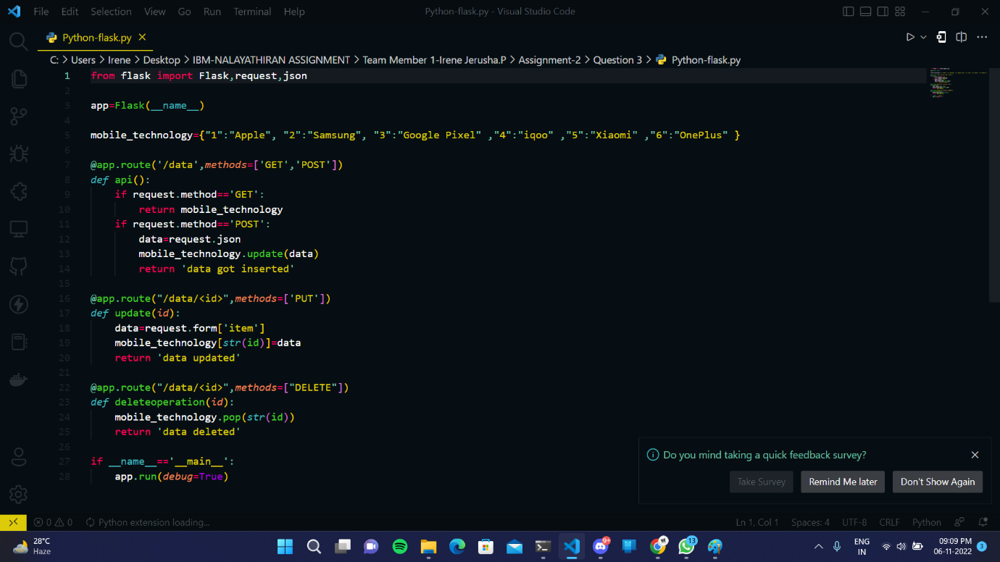 File Edit Selection View Go Run Terminal Help Python-flask.py - Visual Studio Code
Python-flask.py
C: > Users > Irene > Desktop > IBM-NALAYATHIRAN ASSIGNMENT > Team Member 1-Irene Jerusha.P > Assignment-2 > Question 3 > Python-flask.py
1 from flask import Flask,request,json
2
3 app=Flask(__name__)
4
5 mobile_technology={"1":"Apple", "2":"Samsung", "3":"Google Pixel" ,"4":"iqoo" ,"5":"Xiaomi" ,"6":"OnePlus" }
6
7 @app.route('/data',methods=['GET','POST'])
8 def api():
9     if request.method=='GET':
10         return mobile_technology
11     if request.method=='POST':
12         data=request.json
13         mobile_technology.update(data)
14         return 'data got inserted'
15
16 @app.route("/data/<id>",methods=['PUT'])
17 def update(id):
18     data=request.form['item']
19     mobile_technology[str(id)]=data
20     return 'data updated'
21
22 @app.route("/data/<id>",methods=["DELETE"])
23 def deleteoperation(id):
24     mobile_technology.pop(str(id))
25     return 'data deleted'
26
27 if __name__=='__main__':
28     app.run(debug=True)
Do you mind taking a quick feedback survey?
Take Survey Remind Me later Don't Show Again
0 0 Python extension loading... Ln 1, Col 1 Spaces: 4 UTF-8 CRLF Python
28°C
Haze
9+
13
ENG
IN
09:09 PM
06-11-2022
3